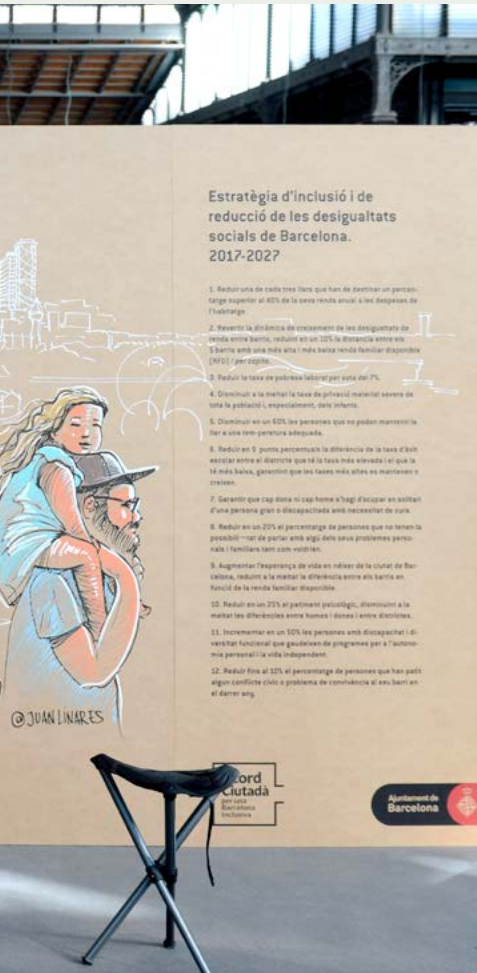 Estratègia d'inclusió i de
reducció de les desigualtats
socials de Barcelona.
2017-2027
1. Reduir una de cada tres llars que han de destinar un percen-
tatge superior al 40% de la seva renda anual a les despeses de
l'habitatge.
2. Revertir la dinàmica de creixement de les desigualtats de
renda entre barris, reduint en un 10% la distància entre els
5 barris amb una més alta i més baixa renda familiar disponible
(RFD) / per càpita.
3. Reduir la taxa de pobresa laboral per sota del 7%.
4. Disminuir a la meitat la taxa de privació material severa de
tota la població i, especialment, dels infants.
5. Disminuir en un 50% les persones que no poden mantenir la
llar a una tem-peratura adequada.
6. Reduir en 5 punts percentuals la diferència de la taxa d'èxit
escolar entre el districte que té la taxa més elevada i el que la
té més baixa, garantint que les taxes més altes es mantenen o
creixen.
7. Garantir que cap dona ni cap home s'hagi d'ocupar en solitari
d'una persona gran o discapacitada amb necessitat de cura.
8. Reduir en un 20% el percentatge de persones que no tenen la
possibili—tat de parlar amb algú dels seus problemes perso-
nals i familiars tant com voldrien.
9. Augmentar l'esperança de vida en néixer de la ciutat de Bar-
celona, reduint a la meitat la diferència entre els barris en
funció de la renda familiar disponible.
10. Reduir en un 25% el patiment psicològic, disminuint a la
meitat les diferències entre homes i dones i entre districtes.
11. Incrementar en un 50% les persones amb discapacitat i di-
versitat funcional que gaudeixen de programes per a l'autono-
mia personal i la vida independent.
12. Reduir fins al 10% el percentatge de persones que han patit
algun conflicte cívic o problema de convivència al seu barri en
el darrer any.
@JUAN LINARES
cord
Ciutadà
per una
Barcelona
inclusiva
Ajuntament de
Barcelona